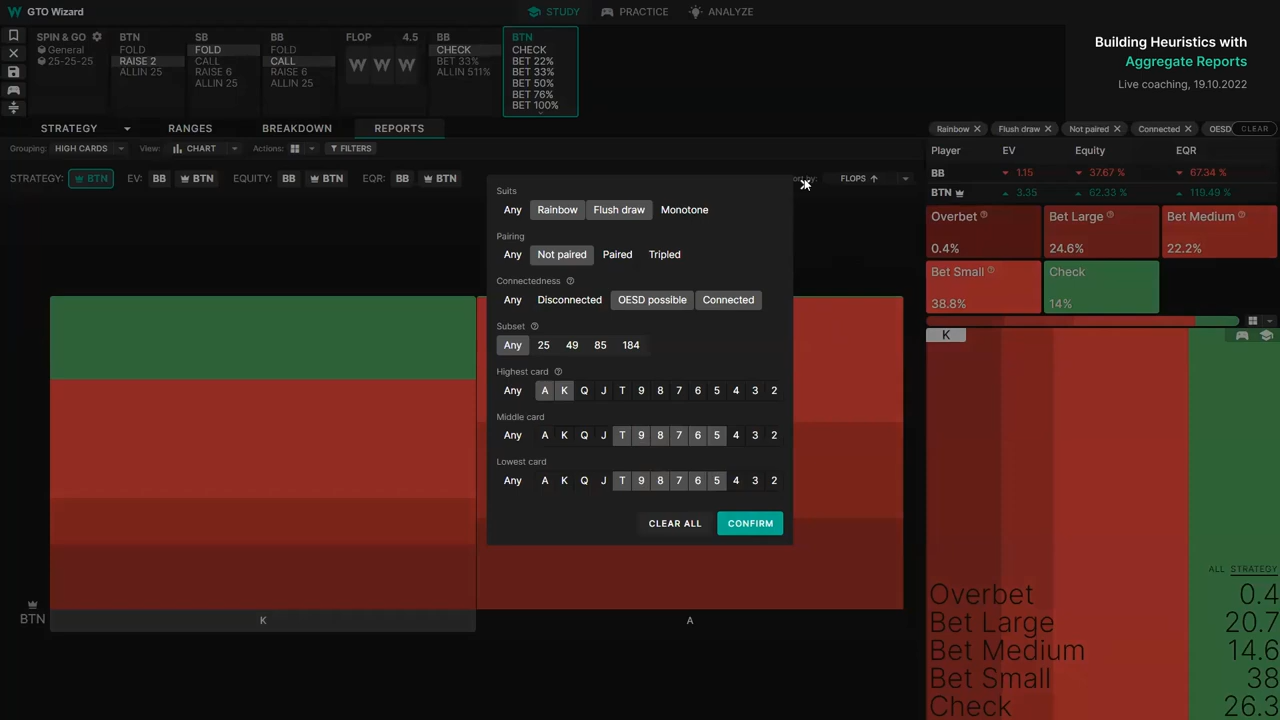 GTO Wizard
STUDY
PRACTICE
ANALYZE
SPIN & GO
General
25-25-25
BTN
FOLD
RAISE 2
ALLIN 25
SB
FOLD
CALL
RAISE 6
ALLIN 25
BB
FOLD
CALL
RAISE 6
ALLIN 25
FLOP 4.5
BB
CHECK
BET 33%
ALLIN 511%
BTN
CHECK
BET 22%
BET 33%
BET 50%
BET 76%
BET 100%
Building Heuristics with
Aggregate Reports
Live coaching, 19.10.2022
STRATEGY RANGES BREAKDOWN REPORTS
Grouping: HIGH CARDS View: CHART Actions: FILTERS
STRATEGY: BTN EV: BB BTN EQUITY: BB BTN EQR: BB BTN
FLOPS
Suits
Any Rainbow Flush draw Monotone
Pairing
Any Not paired Paired Tripled
Connectedness
Any Disconnected OESD possible Connected
Subset
Any 25 49 85 184
Highest card
Any A K Q J T 9 8 7 6 5 4 3 2
Middle card
Any A K Q J T 9 8 7 6 5 4 3 2
Lowest card
Any A K Q J T 9 8 7 6 5 4 3 2
CLEAR ALL CONFIRM
BTN
K
A
Rainbow Flush draw Not paired Connected OESD CLEAR
Player EV Equity EQR
BB 1.15 37.67 % 67.34 %
BTN 3.35 62.33 % 119.49 %
Overbet
0.4%
Bet Large
24.6%
Bet Medium
22.2%
Bet Small
38.8%
Check
14%
K
ALL STRATEGY
Overbet 0.4
Bet Large 20.7
Bet Medium 14.6
Bet Small 38
Check 26.3